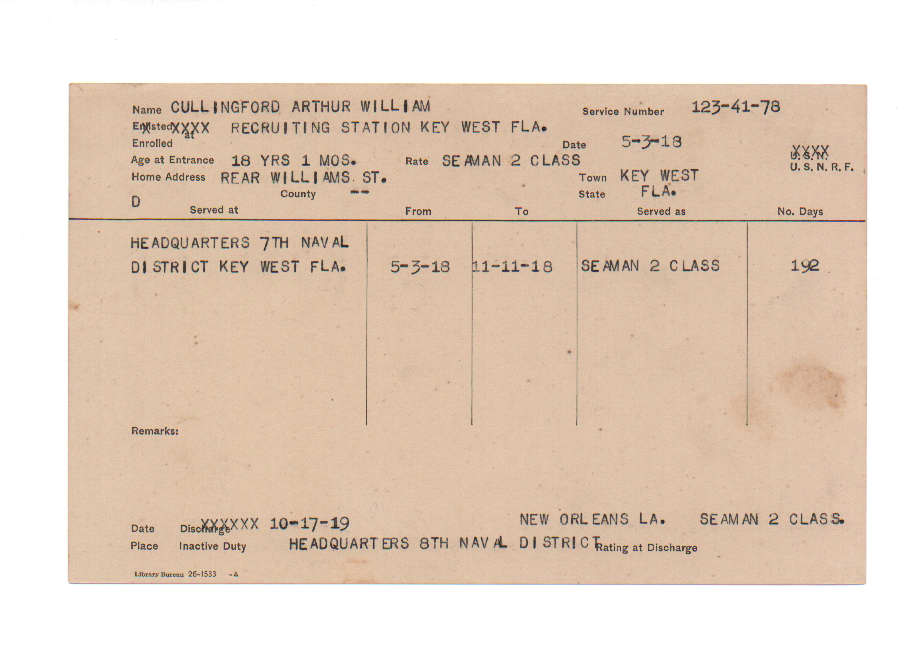 Name CULLINGFORD ARTHUR WILLIAM Service Number 123-41-78
Enlisted XXXX at RECRUITING STATION KEY WEST FLA.
Enrolled Date 5-3-18
XXXX
U.S.N.
Age at Entrance 18 YRS 1 MOS. Rate SEAMAN 2 CLASS U. S. N. R. F.
Home Address REAR WILLIAMS ST. Town KEY WEST
County -- State FLA.
D
Served at From To Served as No. Days
HEADQUARTERS 7TH NAVAL
DISTRICT KEY WEST FLA. 5-3-18 11-11-18 SEAMAN 2 CLASS 192
Remarks:
Date Discharge XXXXXX 10-17-19 NEW ORLEANS LA. SEAMAN 2 CLASS.
Place Inactive Duty HEADQUARTERS 8TH NAVAL DISTRICT Rating at Discharge
Library Bureau 26-1533 -A